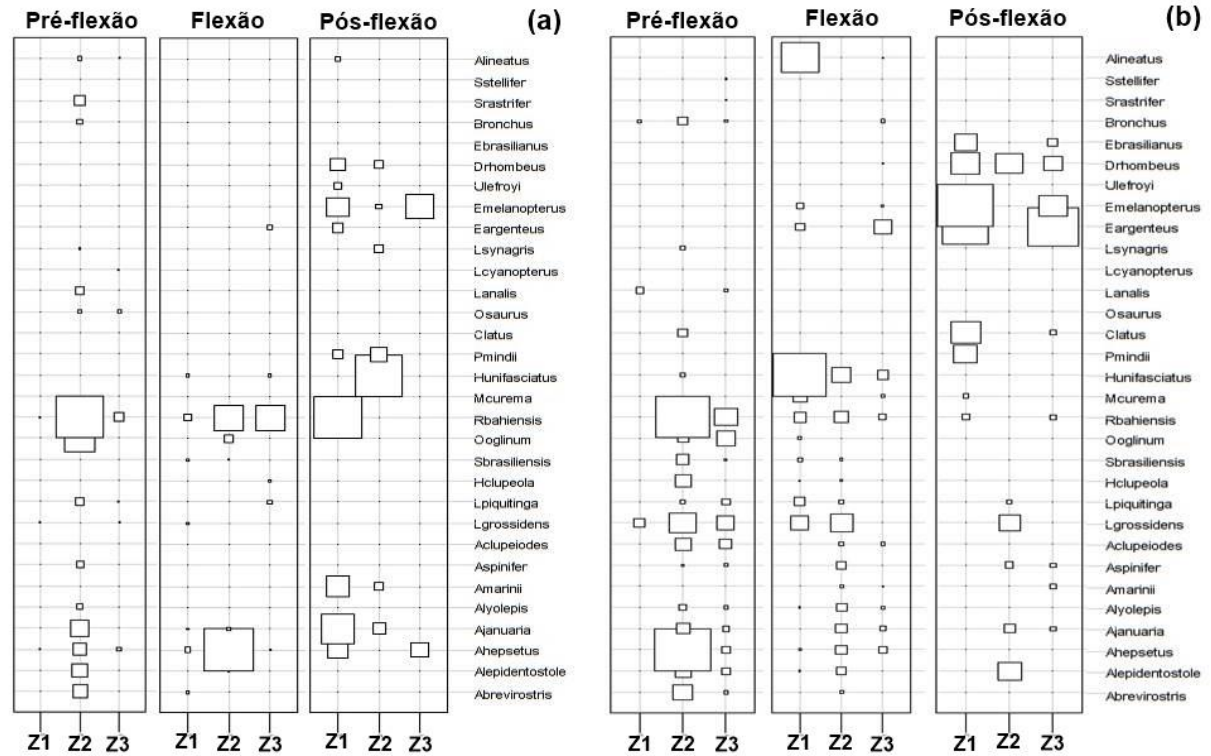 Pré-flexão Flexão Pós-flexão (a)
Alineatus
Sstellifer
Srastrifer
Bronchus
Ebrasilianus
Drhombeus
Ulefroyi
Emelanopterus
Eargenteus
Lsynagris
Lcyanopterus
Lanalis
Osaurus
Clatus
Pmindii
Hunifasciatus
Mcurema
Rbahiensis
Ooglinum
Sbrasiliensis
Hclupeola
Lpiquitinga
Lgrossidens
Aclupeiodes
Aspinifer
Amarinii
Alyolepis
Ajanuaria
Ahepsetus
Alepidentostole
Abrevirostris
Z1 Z2 Z3 Z1 Z2 Z3 Z1 Z2 Z3
Pré-flexão Flexão Pós-flexão (b)
Alineatus
Sstellifer
Srastrifer
Bronchus
Ebrasilianus
Drhombeus
Ulefroyi
Emelanopterus
Eargenteus
Lsynagris
Lcyanopterus
Lanalis
Osaurus
Clatus
Pmindii
Hunifasciatus
Mcurema
Rbahiensis
Ooglinum
Sbrasiliensis
Hclupeola
Lpiquitinga
Lgrossidens
Aclupeiodes
Aspinifer
Amarinii
Alyolepis
Ajanuaria
Ahepsetus
Alepidentostole
Abrevirostris
Z1 Z2 Z3 Z1 Z2 Z3 Z1 Z2 Z3